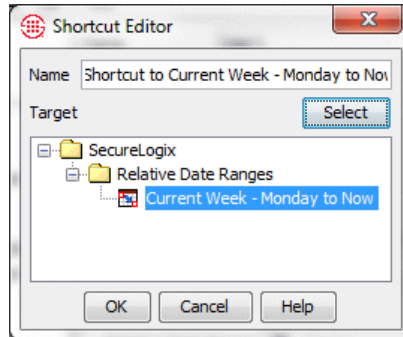 Shortcut Editor
x
Name Shortcut to Current Week - Monday to Nov
Target Select
SecureLogix
Relative Date Ranges
Current Week - Monday to Now
OK Cancel Help